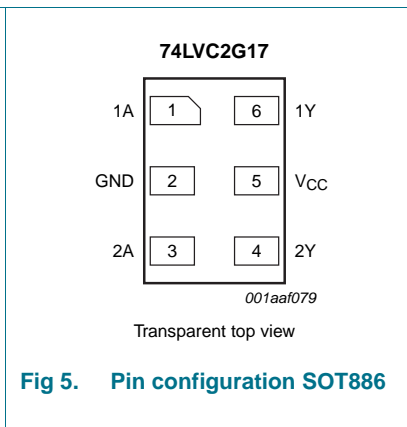 74LVC2G17
1A 1 6 1Y
GND 2 5 VCC
2A 3 4 2Y
001aaf079
Transparent top view
Fig 5. Pin configuration SOT886